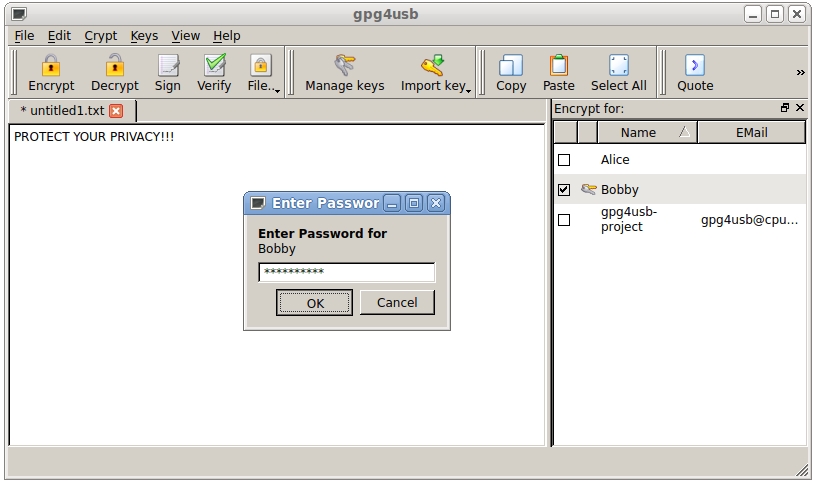 gpg4usb
File Edit Crypt Keys View Help
Encrypt Decrypt Sign Verify File.. Manage keys Import key Copy Paste Select All Quote »
* untitled1.txt
Encrypt for:
PROTECT YOUR PRIVACY!!!
Name EMail
Alice
Bobby
gpg4usb-
project
gpg4usb@cpu...
Enter Passwor
Enter Password for
Bobby
**********
OK Cancel